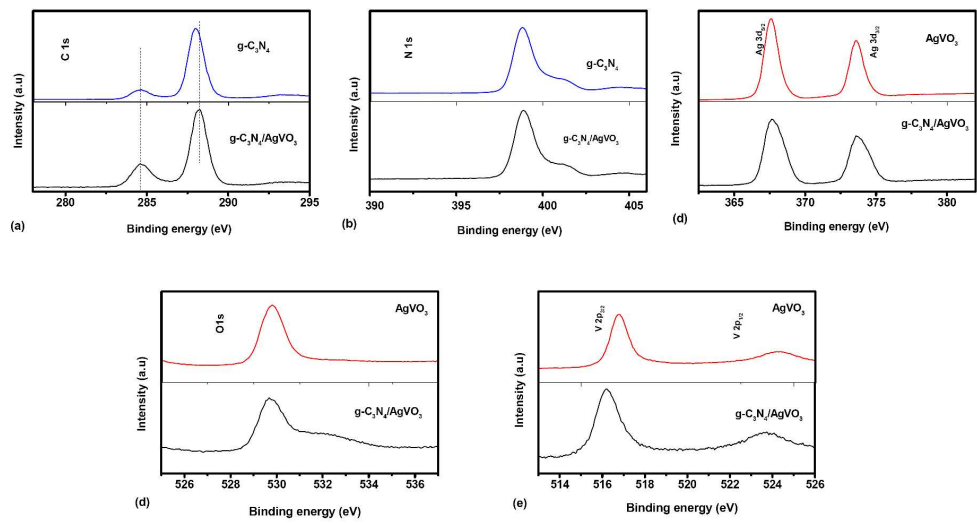 C 1s
g-C₃N₄
g-C₃N₄/AgVO₃
Intensity (a.u)
280 285 290 295
Binding energy (eV)
(a)
N 1s
g-C₃N₄
g-C₃N₄/AgVO₃
Intensity (a.u)
390 395 400 405
Binding energy (eV)
(b)
Ag 3d₅/₂
Ag 3d₃/₂
AgVO₃
g-C₃N₄/AgVO₃
Intensity (a.u)
365 370 375 380
Binding energy (eV)
(d)
O1s
AgVO₃
g-C₃N₄/AgVO₃
Intensity (a.u)
526 528 530 532 534 536
Binding energy (eV)
(d)
V 2p₃/₂
V 2p₁/₂
AgVO₃
g-C₃N₄/AgVO₃
Intensity (a.u)
514 516 518 520 522 524 526
Binding energy (eV)
(e)